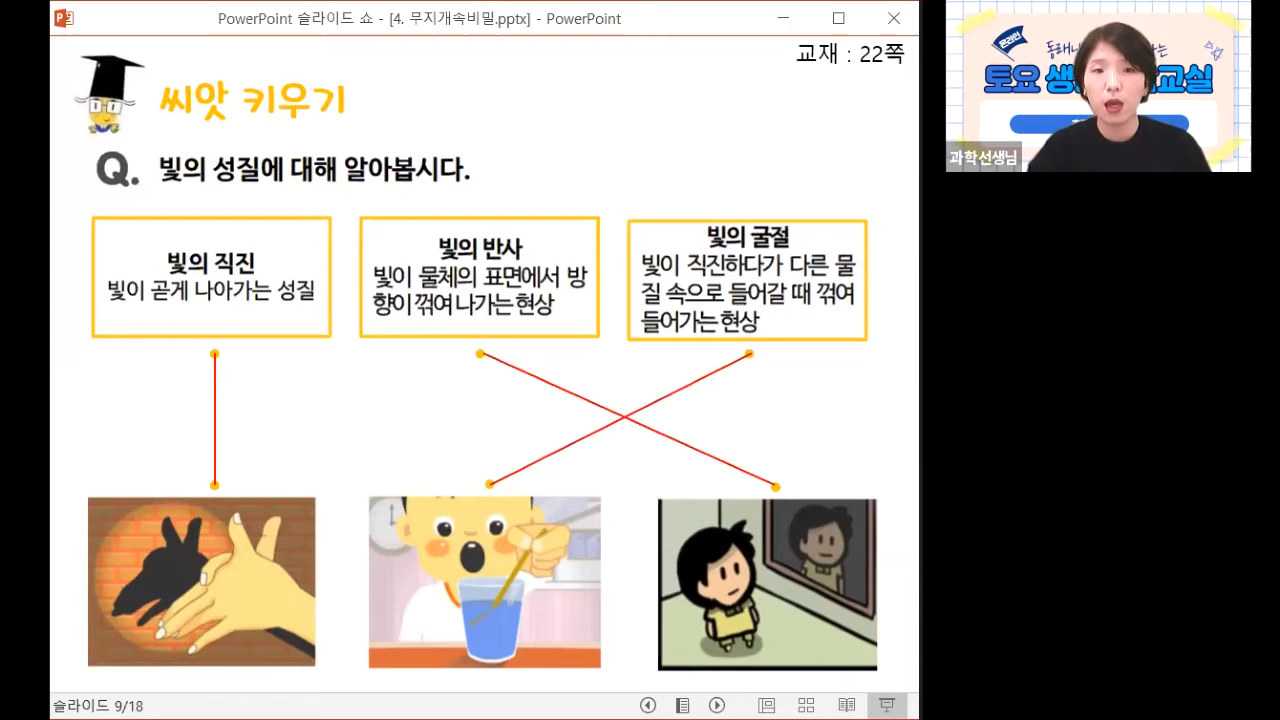 PowerPoint 슬라이드 쇼 - [4. 무지개속비밀.pptx] - PowerPoint
교재 : 22쪽
씨앗 키우기
Q. 빛의 성질에 대해 알아봅시다.
빛의 직진
빛이 곧게 나아가는 성질
빛의 반사
빛이 물체의 표면에서 방
향이 꺾여 나가는 현상
빛의 굴절
빛이 직진하다가 다른 물
질 속으로 들어갈 때 꺾여
들어가는 현상
슬라이드 9/18
온라인
토요
교실
과학선생님